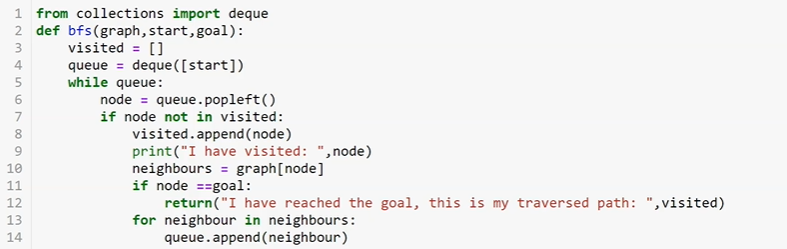 1 from collections import deque
2 def bfs(graph,start,goal):
3     visited = []
4     queue = deque([start])
5     while queue:
6         node = queue.popleft()
7         if node not in visited:
8             visited.append(node)
9             print("I have visited: ",node)
10             neighbours = graph[node]
11             if node ==goal:
12                 return("I have reached the goal, this is my traversed path: ",visited)
13             for neighbour in neighbours:
14                 queue.append(neighbour)